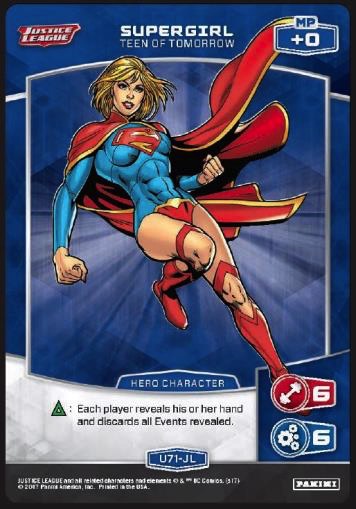 JUSTICE
LEAGUE
SUPERGIRL
TEEN OF TOMORROW
MP
+0
HERO CHARACTER
: Each player reveals his or her hand
and discards all Events revealed.
6
6
U71-JL
JUSTICE LEAGUE and all related characters and elements © & ™ DC Comics. (s17)
© 2017 Panini America, Inc. Printed in the USA.
PANINI